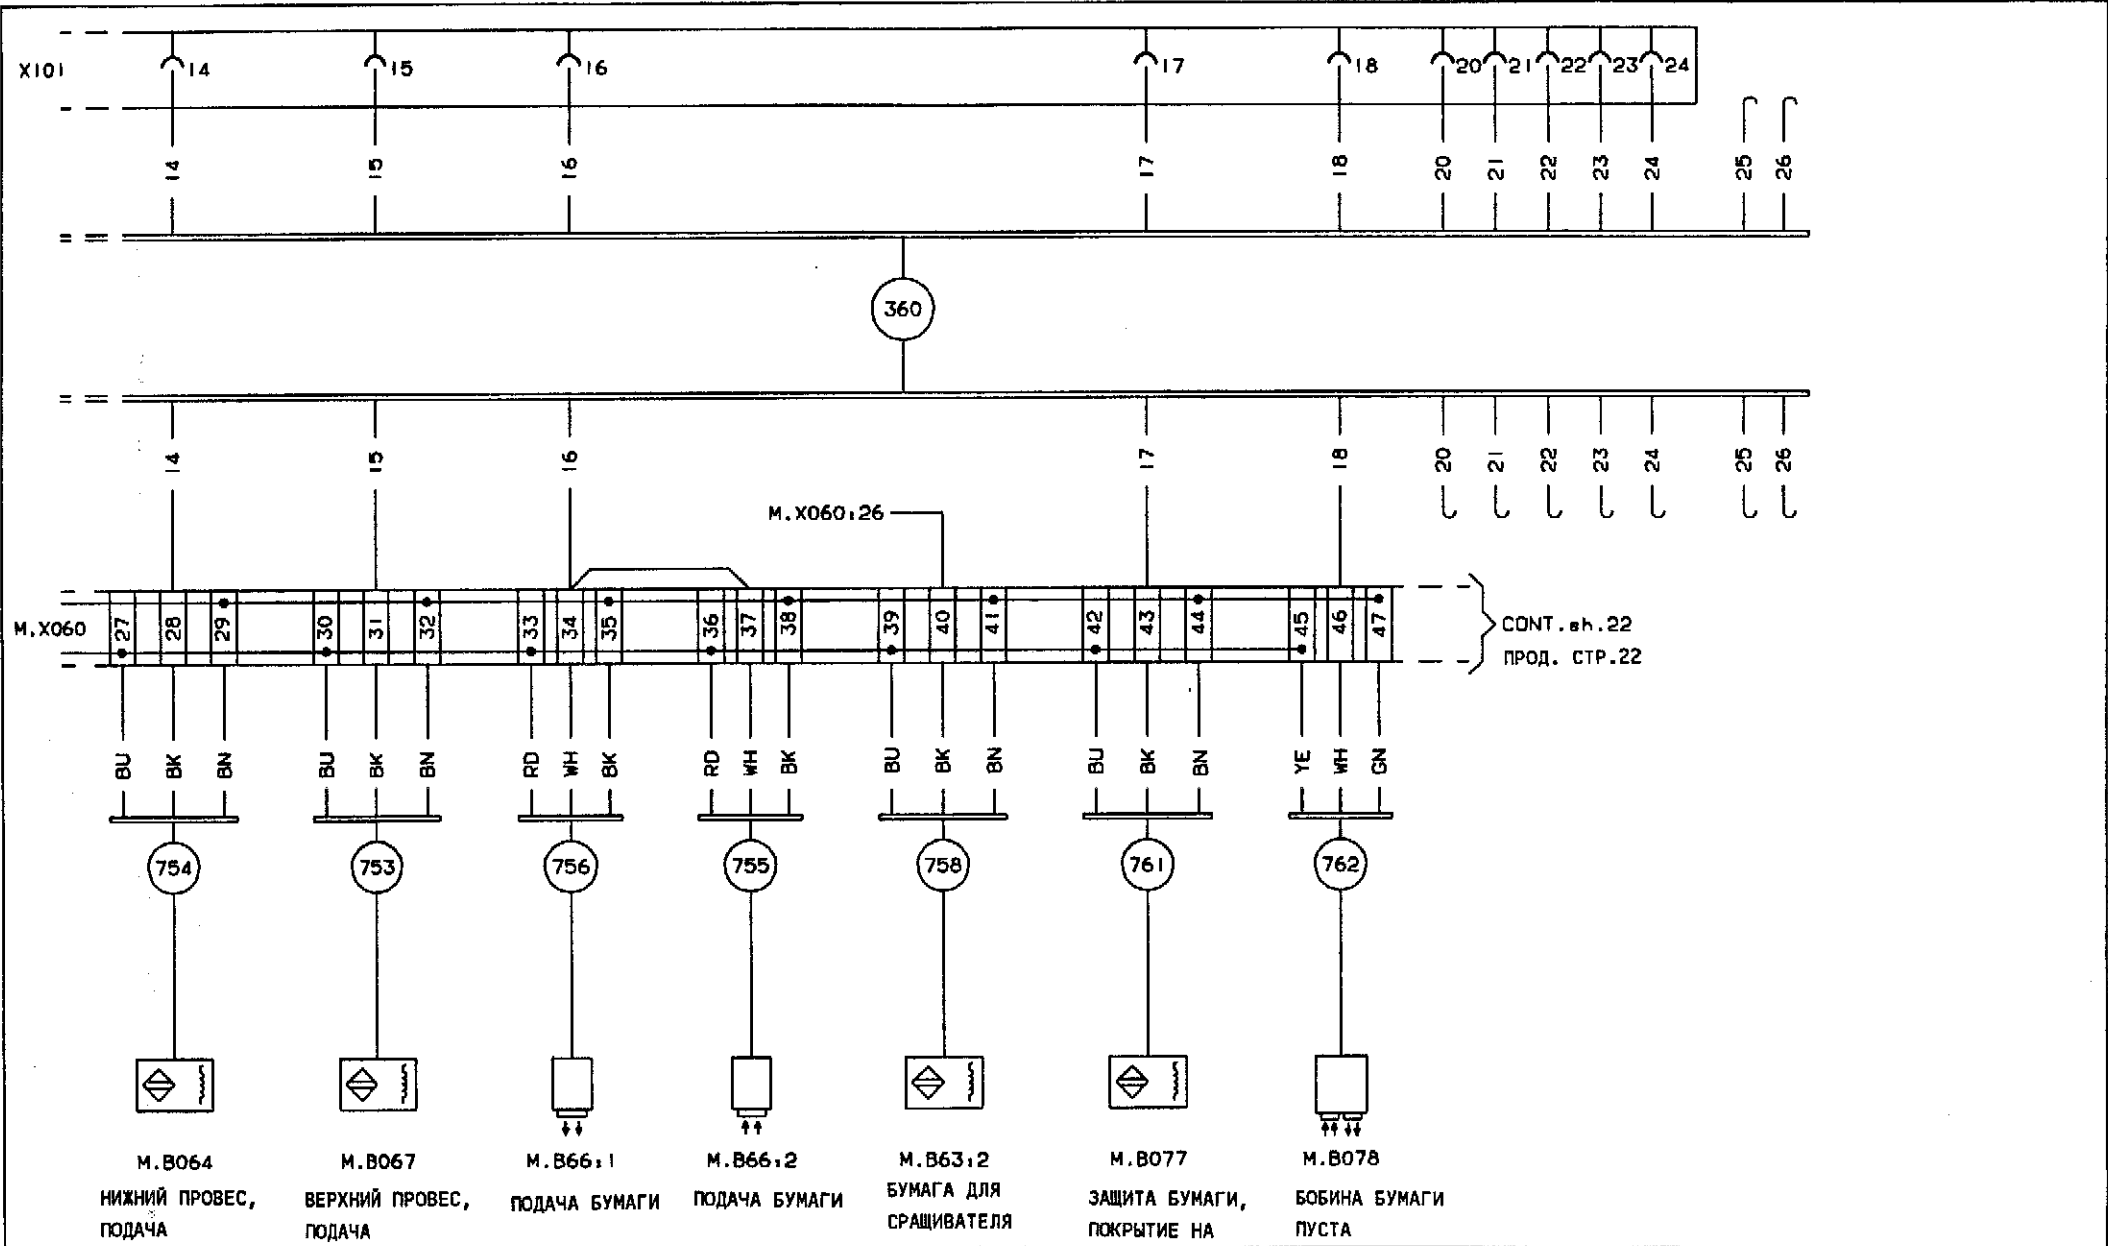 X101 14 15 16 17 18 20 21 22 23 24
14 15 16 17 18 20 21 22 23 24 25 26
360
14 15 16 17 18 20 21 22 23 24 25 26
M.X060:26
M.X060 27 28 29 30 31 32 33 34 35 36 37 38 39 40 41 42 43 44 45 46 47
CONT.sh.22
ПРОД. СТР.22
BU BK BN BU BK BN RD WH BK RD WH BK BU BK BN BU BK BN YE WH GN
754 753 756 755 758 761 762
M.B064
НИЖНИЙ ПРОВЕС,
ПОДАЧА
M.B067
ВЕРХНИЙ ПРОВЕС,
ПОДАЧА
M.B66:1
ПОДАЧА БУМАГИ
M.B66:2
ПОДАЧА БУМАГИ
M.B63:2
БУМАГА ДЛЯ
СРАЩИВАТЕЛЯ
M.B077
ЗАЩИТА БУМАГИ,
ПОКРЫТИЕ НА
M.B078
БОБИНА БУМАГИ
ПУСТА